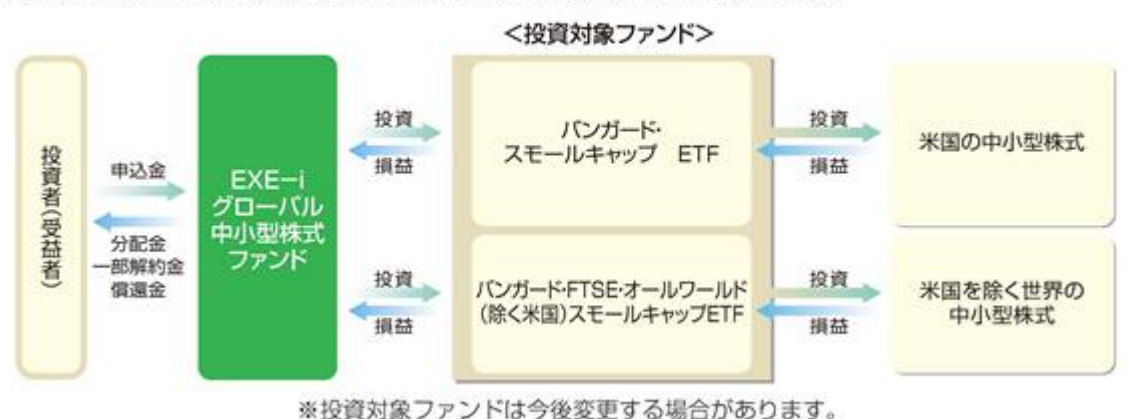 <投資対象ファンド>
投資者(受益者)
申込金
分配金
一部解約金
償還金
EXE-i
グローバル
中小型株式
ファンド
投資
損益
バンガード・
スモールキャップ ETF
投資
損益
米国の中小型株式
投資
損益
バンガード・FTSE・オールワールド
(除く米国)スモールキャップETF
投資
損益
米国を除く世界の
中小型株式
※投資対象ファンドは今後変更する場合があります。